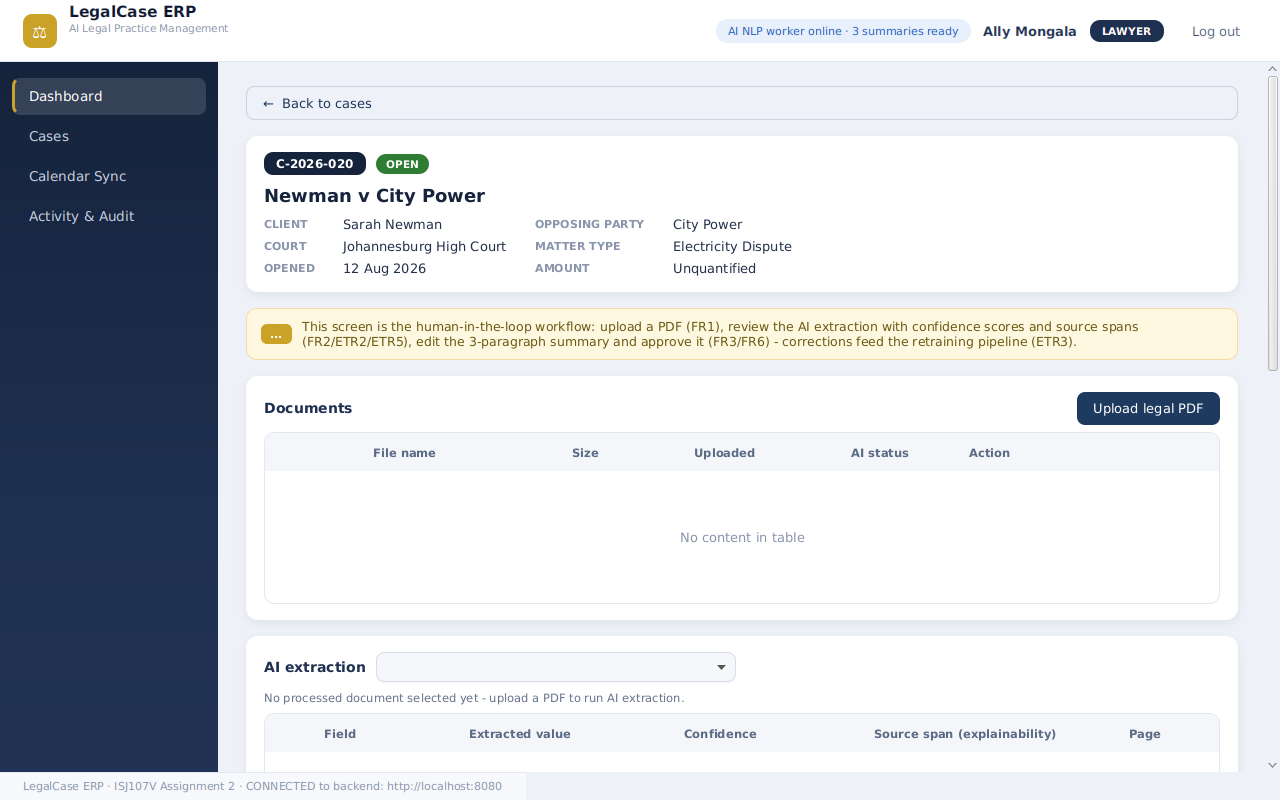 LegalCase ERP
AI Legal Practice Management
AI NLP worker online · 3 summaries ready
Ally Mongala
LAWYER
Log out
Dashboard
Cases
Calendar Sync
Activity & Audit
← Back to cases
C-2026-020 OPEN
Newman v City Power
CLIENT Sarah Newman OPPOSING PARTY City Power
COURT Johannesburg High Court MATTER TYPE Electricity Dispute
OPENED 12 Aug 2026 AMOUNT Unquantified
... This screen is the human-in-the-loop workflow: upload a PDF (FR1), review the AI extraction with confidence scores and source spans
(FR2/ETR2/ETR5), edit the 3-paragraph summary and approve it (FR3/FR6) - corrections feed the retraining pipeline (ETR3).
Documents
Upload legal PDF
File name Size Uploaded AI status Action
No content in table
AI extraction
No processed document selected yet - upload a PDF to run AI extraction.
Field Extracted value Confidence Source span (explainability) Page
LegalCase ERP · ISJ107V Assignment 2 · CONNECTED to backend: http://localhost:8080